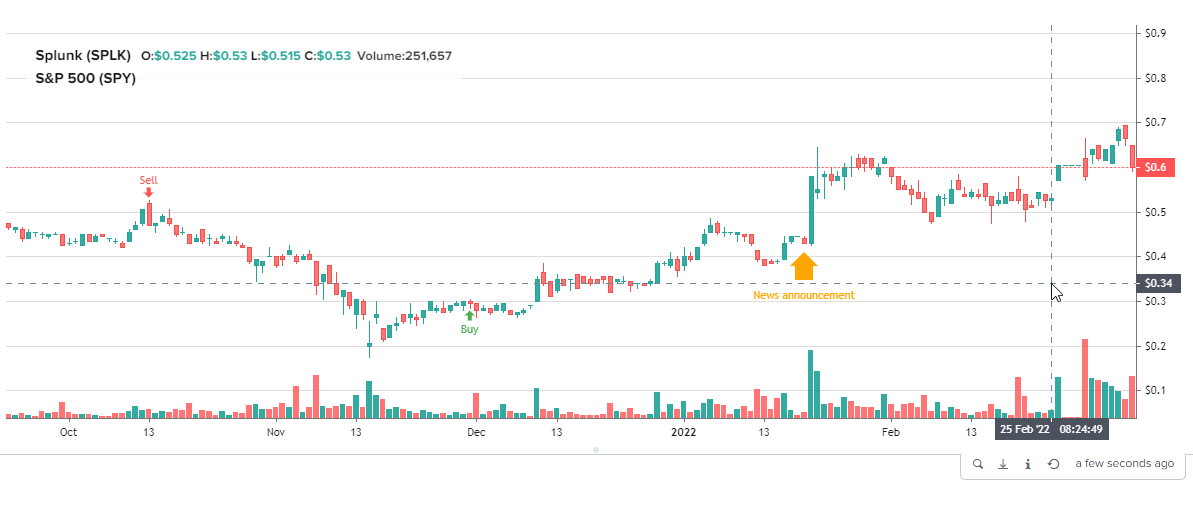 Splunk (SPLK) O:$0.525 H:$0.53 L:$0.515 C:$0.53 Volume:251,657
S&P 500 (SPY)
$0.9
$0.8
$0.7
$0.6
$0.5
$0.4
$0.34
$0.3
$0.2
$0.1
Sell
Buy
News announcement
Oct 13 Nov 13 Dec 13 2022 13 Feb 13
25 Feb '22 08:24:49
a few seconds ago